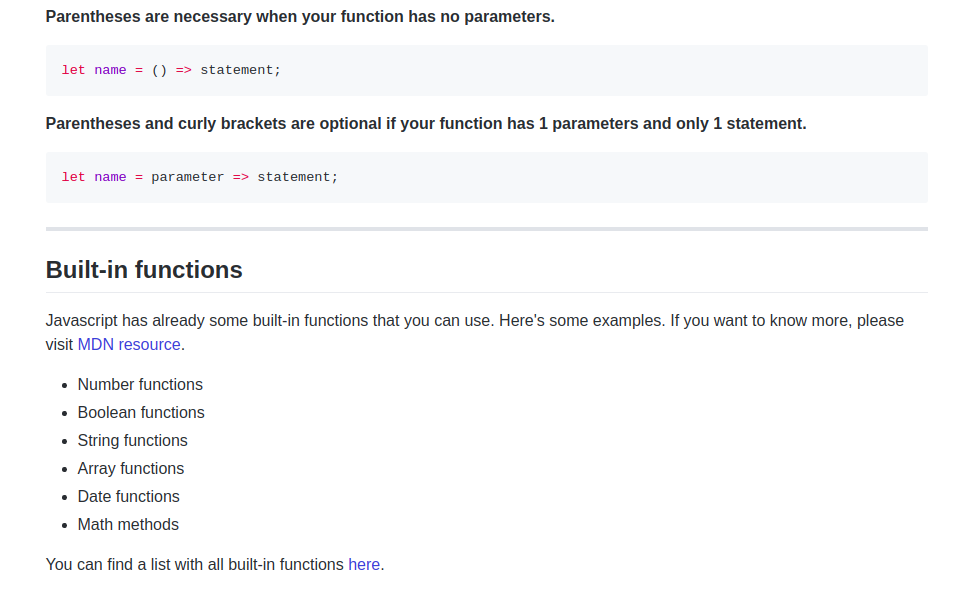 Parentheses are necessary when your function has no parameters.
let name = () => statement;
Parentheses and curly brackets are optional if your function has 1 parameters and only 1 statement.
let name = parameter => statement;
Built-in functions
Javascript has already some built-in functions that you can use. Here's some examples. If you want to know more, please
visit MDN resource.
• Number functions
• Boolean functions
• String functions
• Array functions
• Date functions
• Math methods
You can find a list with all built-in functions here.